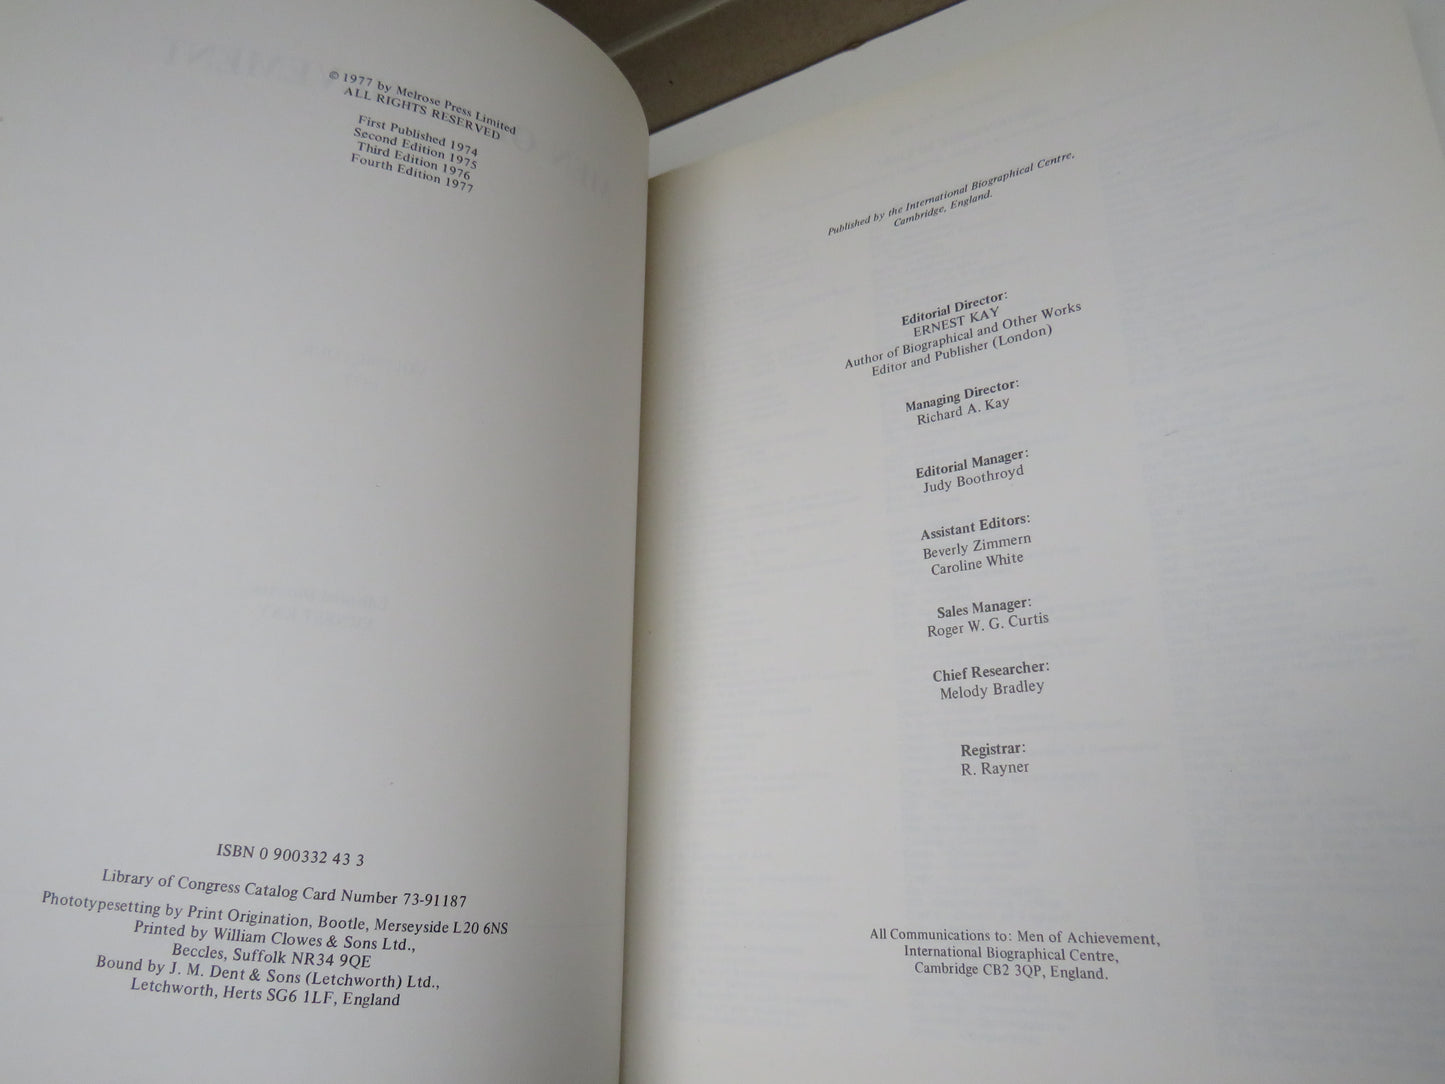 © 1977 by Melrose Press Limited
ALL RIGHTS RESERVED
First Published 1974
Second Edition 1975
Third Edition 1976
Fourth Edition 1977
ISBN 0 900332 43 3
Library of Congress Catalog Card Number 73-91187
Phototypesetting by Print Origination, Bootle, Merseyside L20 6NS
Printed by William Clowes & Sons Ltd.,
Beccles, Suffolk NR34 9QE
Bound by J. M. Dent & Sons (Letchworth) Ltd.,
Letchworth, Herts SG6 1LF, England
Published by the International Biographical Centre,
Cambridge, England.
Editorial Director:
ERNEST KAY
Author of Biographical and Other Works
Editor and Publisher (London)
Managing Director:
Richard A. Kay
Editorial Manager:
Judy Boothroyd
Assistant Editors:
Beverly Zimmern
Caroline White
Sales Manager:
Roger W. G. Curtis
Chief Researcher:
Melody Bradley
Registrar:
R. Rayner
All Communications to: Men of Achievement,
International Biographical Centre,
Cambridge CB2 3QP, England.